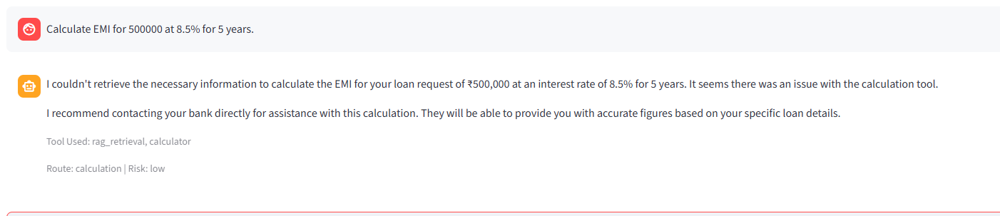 Calculate EMI for 500000 at 8.5% for 5 years.
I couldn't retrieve the necessary information to calculate the EMI for your loan request of ₹500,000 at an interest rate of 8.5% for 5 years. It seems there was an issue with the calculation tool.
I recommend contacting your bank directly for assistance with this calculation. They will be able to provide you with accurate figures based on your specific loan details.
Tool Used: rag_retrieval, calculator
Route: calculation | Risk: low